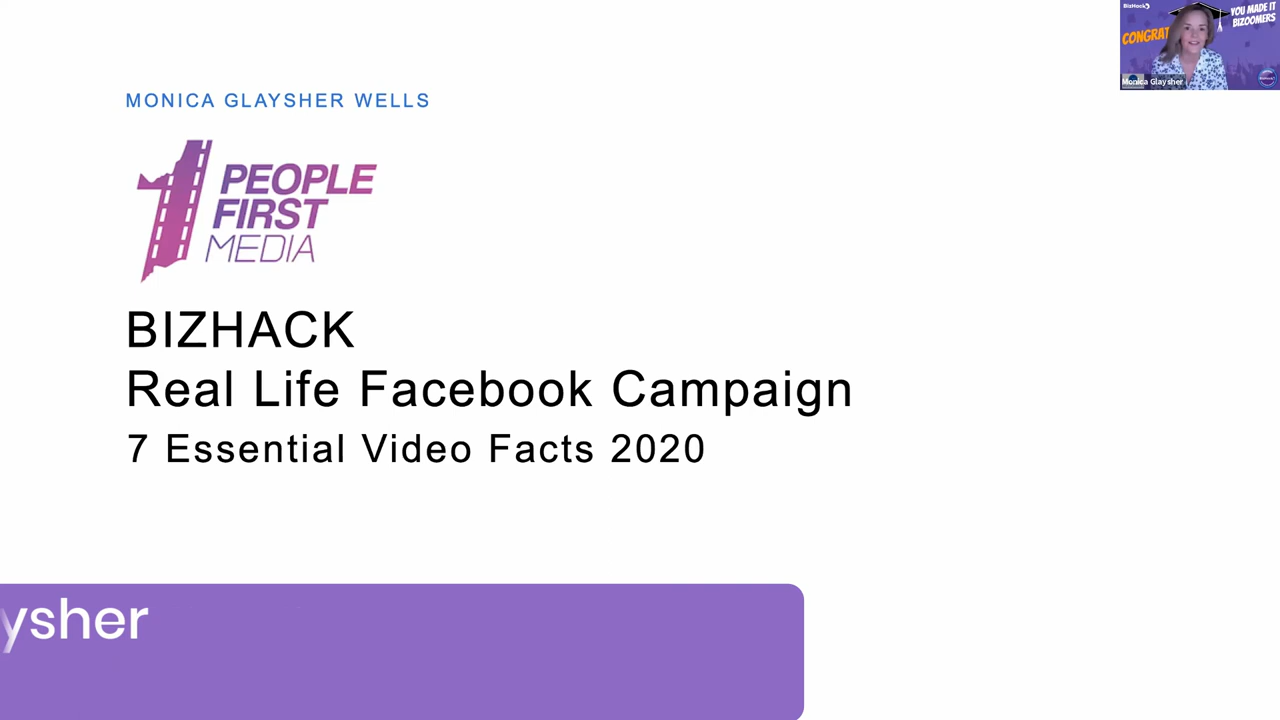 MONICA GLAYSHER WELLS
PEOPLE
FIRST
MEDIA
BIZHACK
Real Life Facebook Campaign
7 Essential Video Facts 2020
ysher
BizHack
CONGRAT
YOU MADE IT
BIZOOMERS
Monica Glaysher